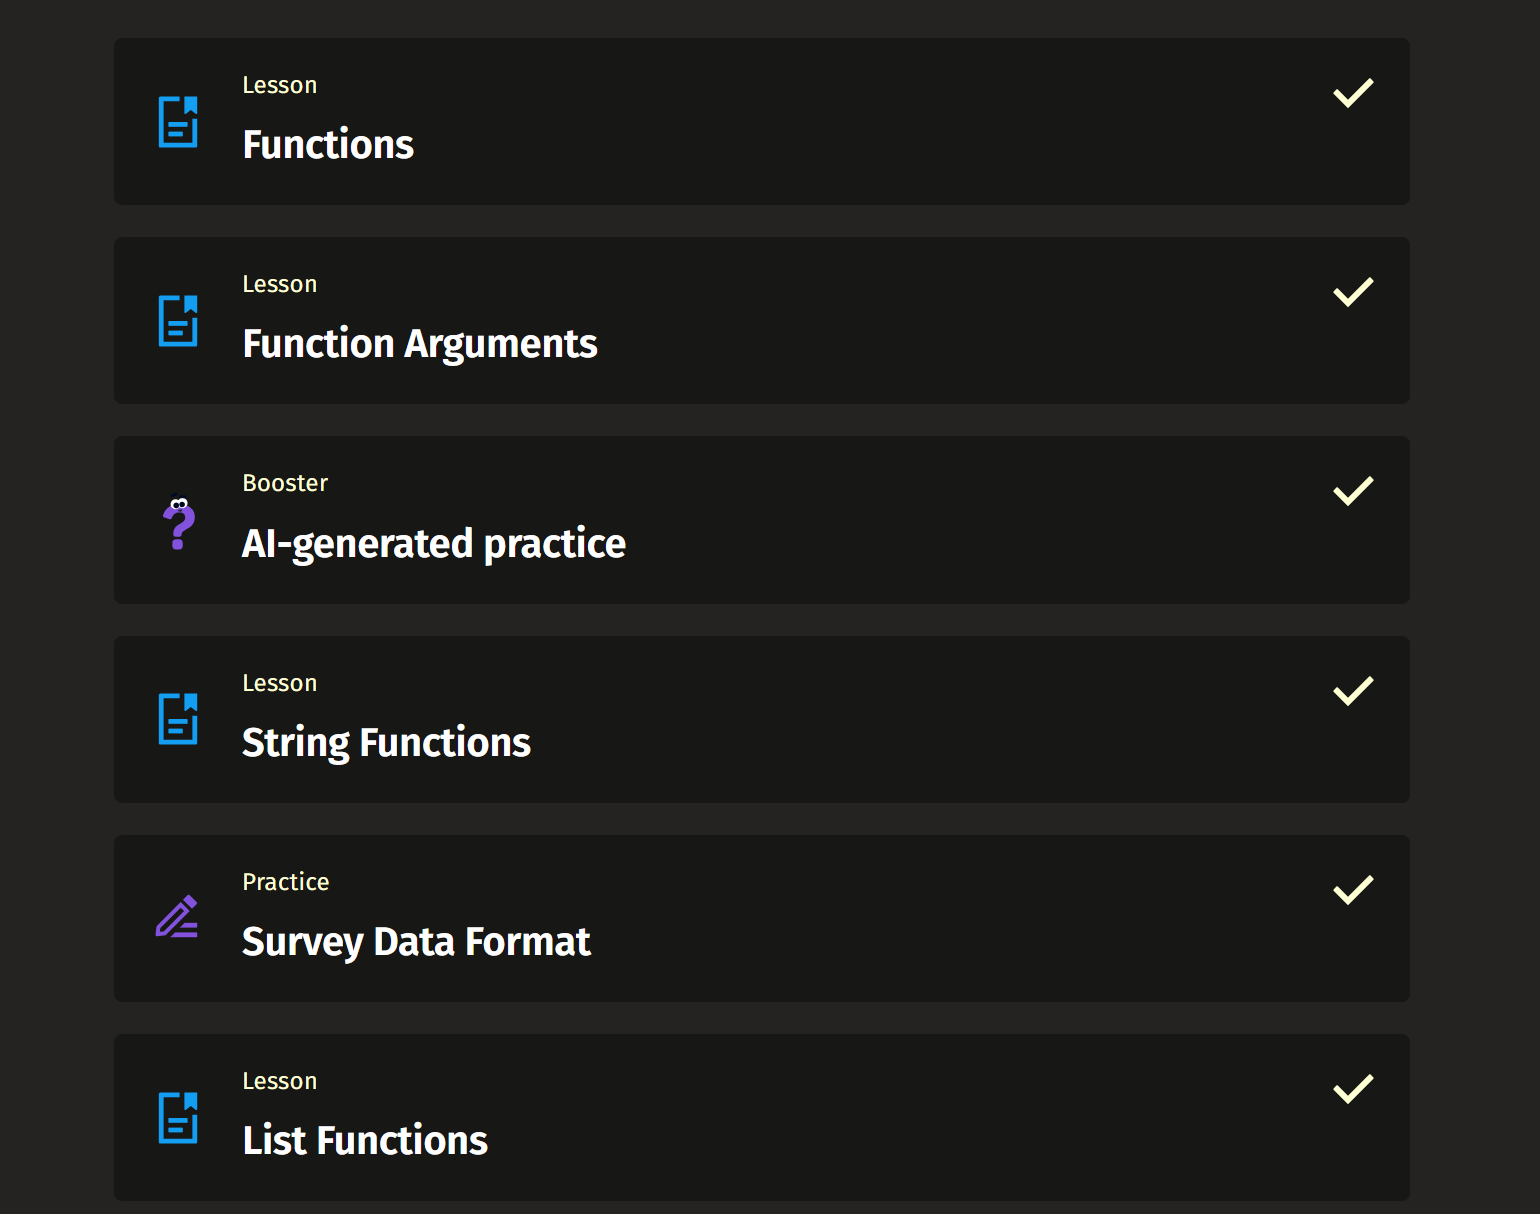 Lesson
Functions
Lesson
Function Arguments
Booster
AI-generated practice
Lesson
String Functions
Practice
Survey Data Format
Lesson
List Functions